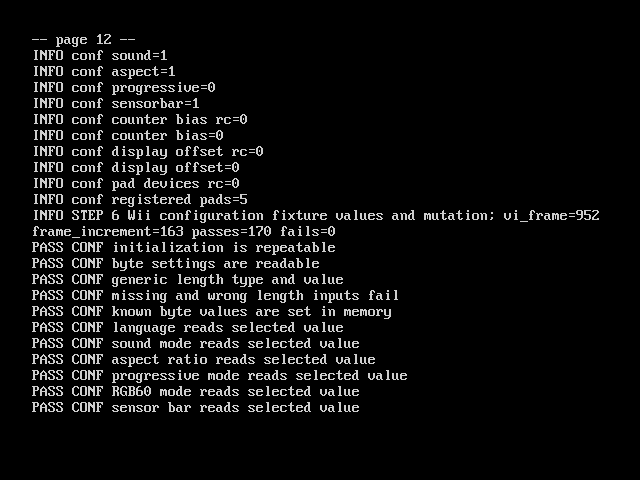 -- page 12 --
INFO conf sound=1
INFO conf aspect=1
INFO conf progressive=0
INFO conf sensorbar=1
INFO conf counter bias rc=0
INFO conf counter bias=0
INFO conf display offset rc=0
INFO conf display offset=0
INFO conf pad devices rc=0
INFO conf registered pads=5
INFO STEP 6 Wii configuration fixture values and mutation; vi_frame=952
frame_increment=163 passes=170 fails=0
PASS CONF initialization is repeatable
PASS CONF byte settings are readable
PASS CONF generic length type and value
PASS CONF missing and wrong length inputs fail
PASS CONF known byte values are set in memory
PASS CONF language reads selected value
PASS CONF sound mode reads selected value
PASS CONF aspect ratio reads selected value
PASS CONF progressive mode reads selected value
PASS CONF RGB60 mode reads selected value
PASS CONF sensor bar reads selected value